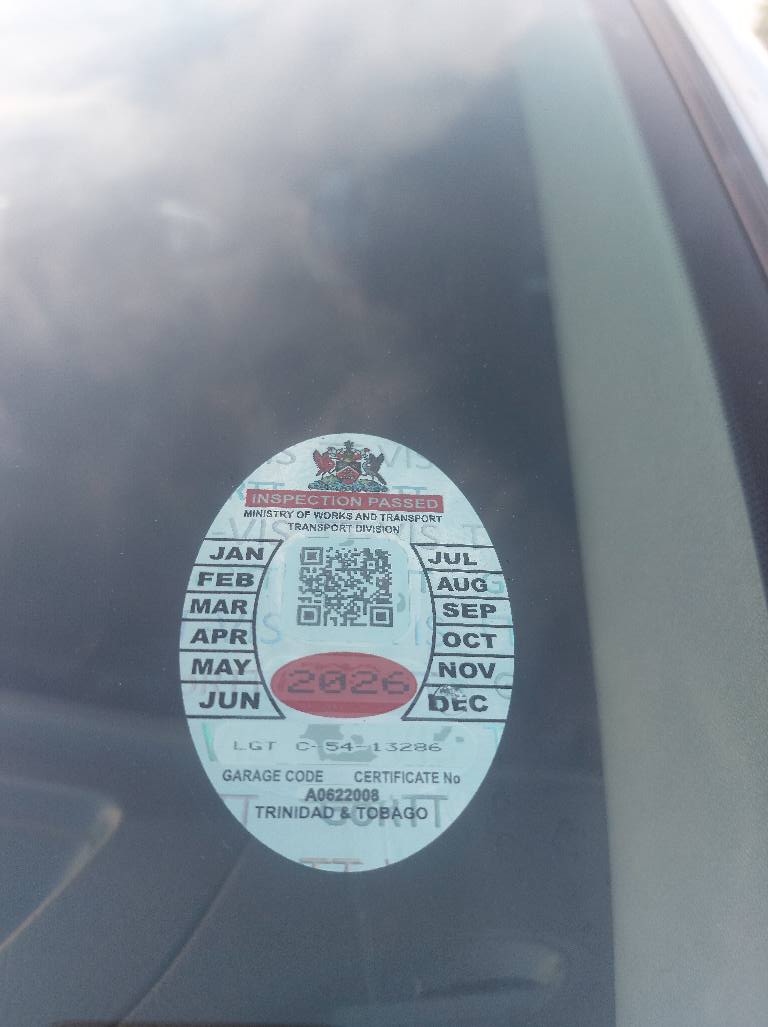 INSPECTION PASSED
MINISTRY OF WORKS AND TRANSPORT
TRANSPORT DIVISION
JAN JUL
FEB AUG
MAR SEP
APR OCT
MAY NOV
JUN DEC
2026
LGT C-54-13286
GARAGE CODE CERTIFICATE No
A0622008
TRINIDAD & TOBAGO